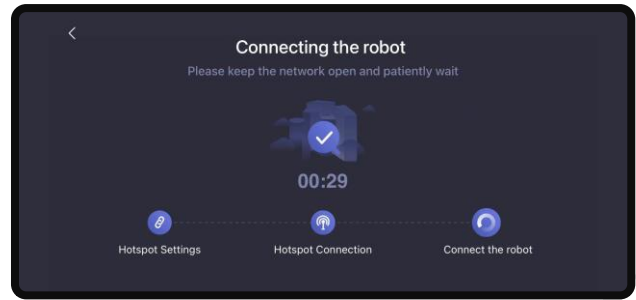 Connecting the robot
Please keep the network open and patiently wait
00:29
Hotspot Settings
Hotspot Connection
Connect the robot